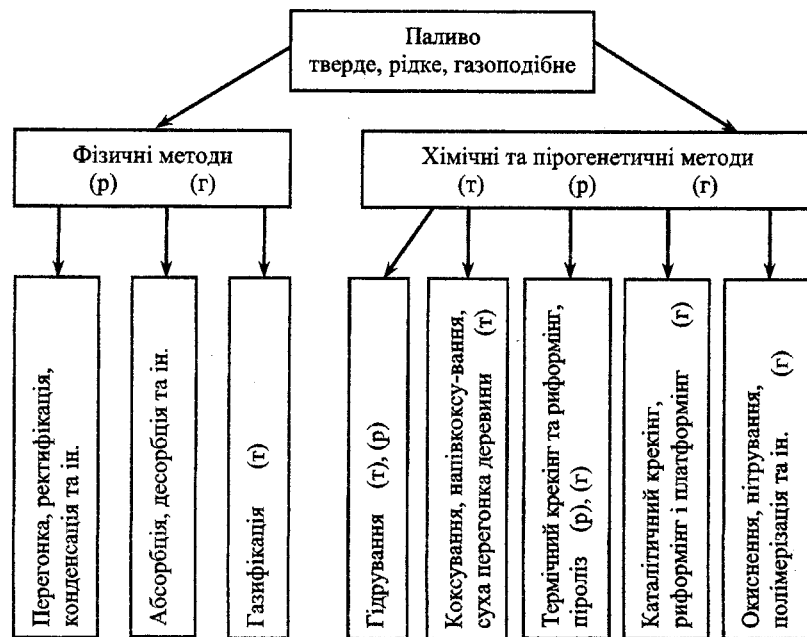 Паливо
тверде, рідке, газоподібне
Фізичні методи
(р) (г)
Хімічні та пірогенетичні методи
(т) (р) (г)
Перегонка, ректифікація,
конденсація та ін.
Абсорбція, десорбція та ін.
Газифікація (т)
Гідрування (т), (р)
Коксування, напівкоксу-вання,
суха перегонка деревини (т)
Термічний крекінг та риформінг,
піроліз (р), (г)
Каталітичний крекінг,
риформінг і платформінг (г)
Окиснення, нітрування,
полімеризація та ін. (г)